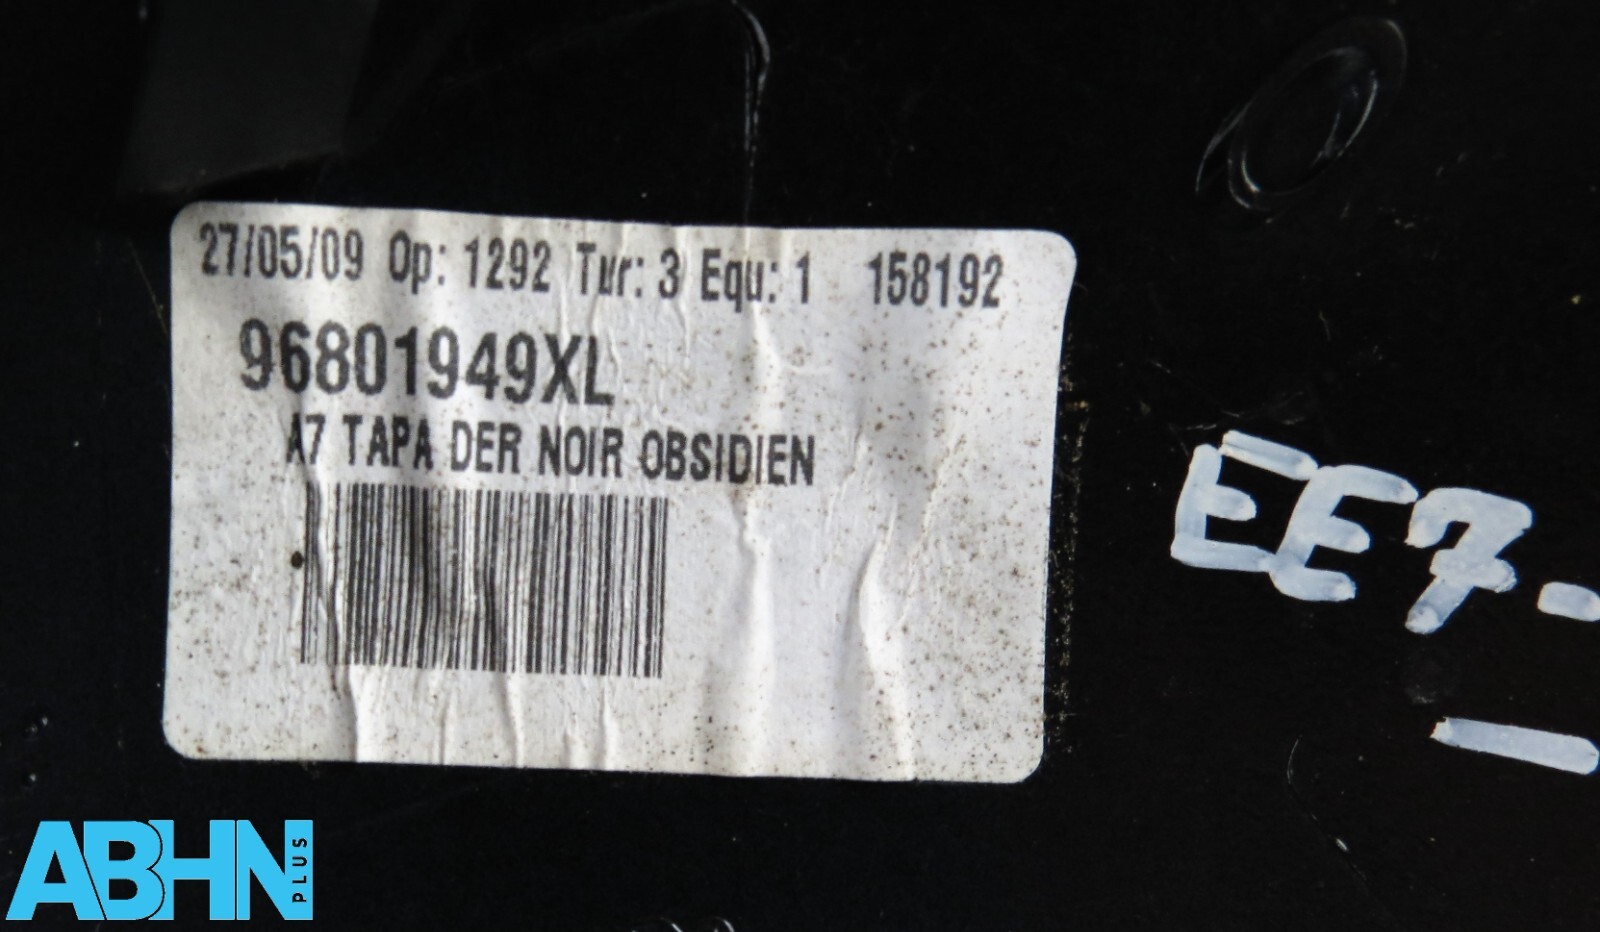 27/05/09 Op: 1292 Tur: 3 Equ: 1 158192
96801949XL
A7 TAPA DER NOIR OBSIDIEN
EE7-
ABHN PLUS